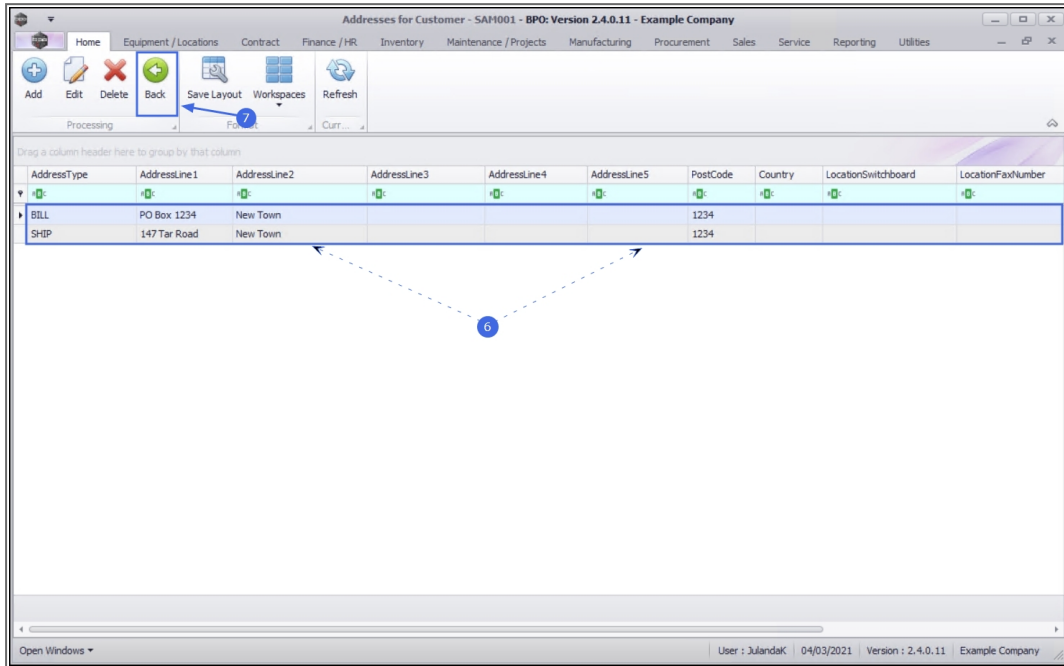 Addresses for Customer - SAM001 - BPO: Version 2.4.0.11 - Example Company
Home Equipment / Locations Contract Finance / HR Inventory Maintenance / Projects Manufacturing Procurement Sales Service Reporting Utilities
Add Edit Delete Back Save Layout Workspaces Refresh
7
Processing Format Curr...
Drag a column header here to group by that column
AddressType AddressLine1 AddressLine2 AddressLine3 AddressLine4 AddressLine5 PostCode Country LocationSwitchboard LocationFaxNumber
BILL PO Box 1234 New Town 1234
SHIP 147 Tar Road New Town 1234
6
Open Windows User : JulandaK 04/03/2021 Version : 2.4.0.11 Example Company